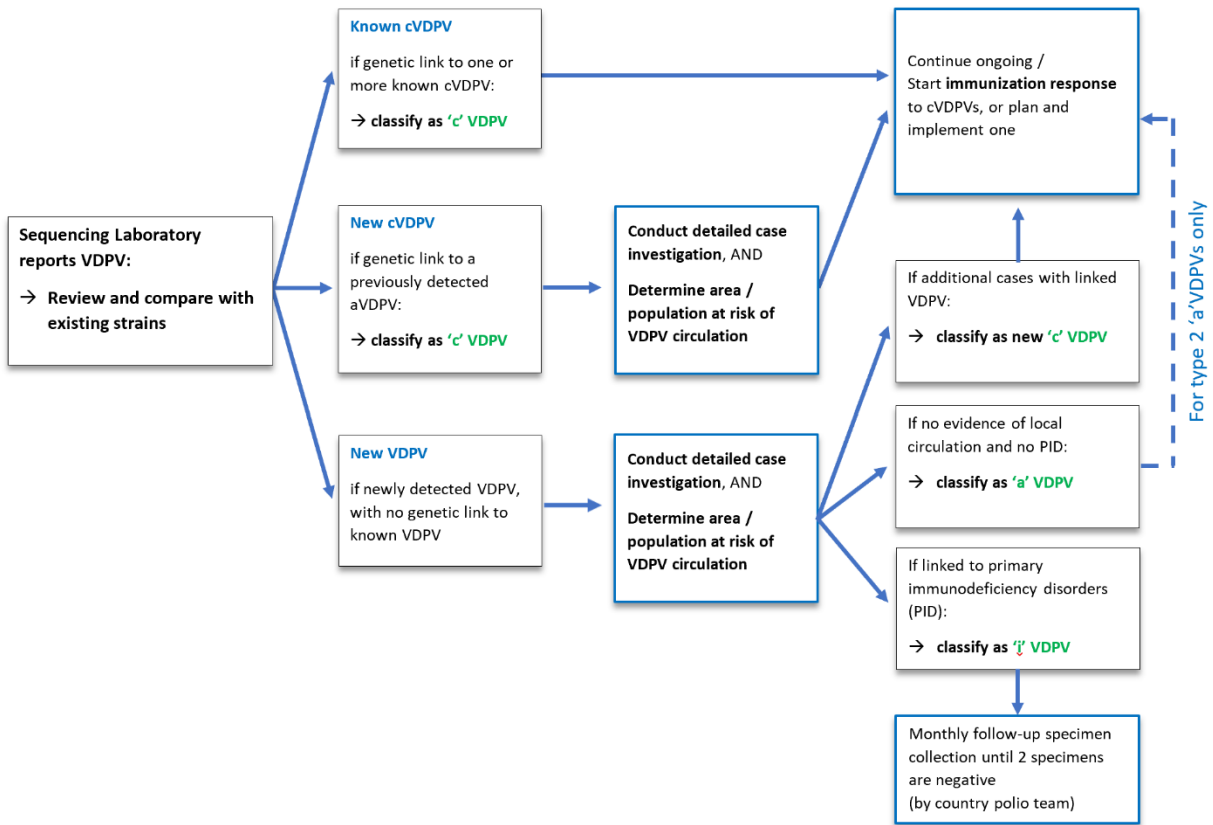 Sequencing Laboratory
reports VDPV:
→ Review and compare with
existing strains
Known cVDPV
if genetic link to one or
more known cVDPV:
→ classify as ‘c’ VDPV
New cVDPV
if genetic link to a
previously detected
aVDPV:
→ classify as ‘c’ VDPV
New VDPV
if newly detected VDPV,
with no genetic link to
known VDPV
Conduct detailed case
investigation, AND
Determine area /
population at risk of
VDPV circulation
Conduct detailed case
investigation, AND
Determine area /
population at risk of
VDPV circulation
Continue ongoing /
Start immunization response
to cVDPVs, or plan and
implement one
If additional cases with linked
VDPV:
→ classify as new ‘c’ VDPV
If no evidence of local
circulation and no PID:
→ classify as ‘a’ VDPV
If linked to primary
immunodeficiency disorders
(PID):
→ classify as ‘i’ VDPV
Monthly follow-up specimen
collection until 2 specimens
are negative
(by country polio team)
For type 2 ‘a’VDPVs only